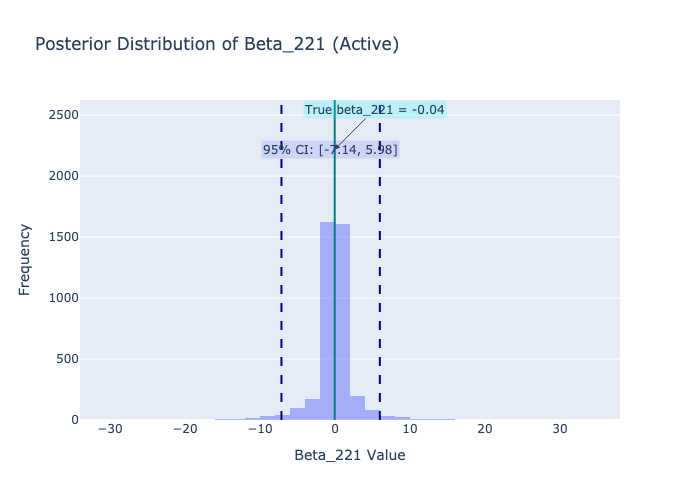 Posterior Distribution of Beta_221 (Active)
True beta_221 = -0.04
95% CI: [-7.14, 5.98]
2500
2000
1500
1000
500
0
Frequency
−30
−20
−10
0
10
20
30
Beta_221 Value